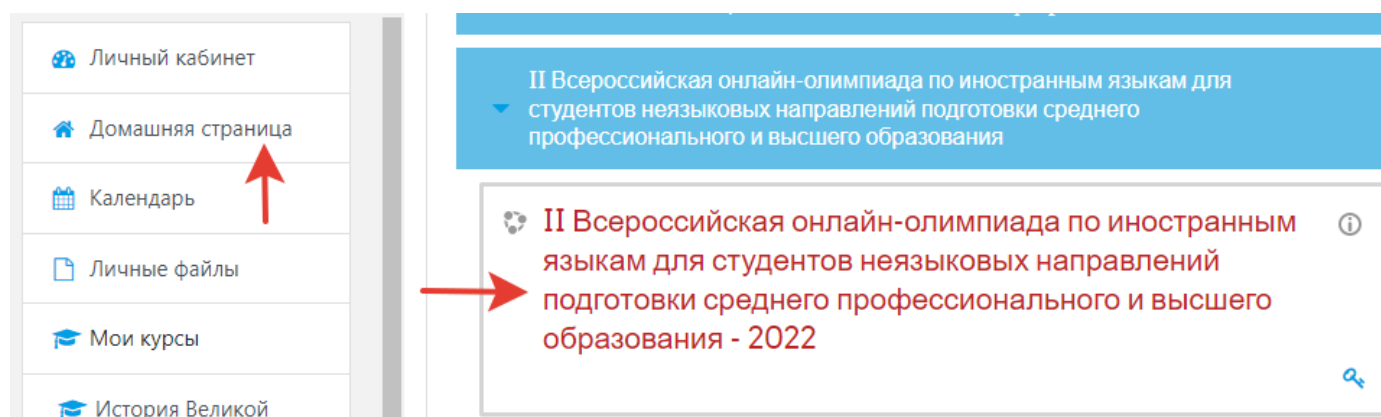 Личный кабинет
Домашняя страница
Календарь
Личные файлы
Мои курсы
История Великой
II Всероссийская онлайн-олимпиада по иностранным языкам для
студентов неязыковых направлений подготовки среднего
профессионального и высшего образования
II Всероссийская онлайн-олимпиада по иностранным
языкам для студентов неязыковых направлений
подготовки среднего профессионального и высшего
образования - 2022